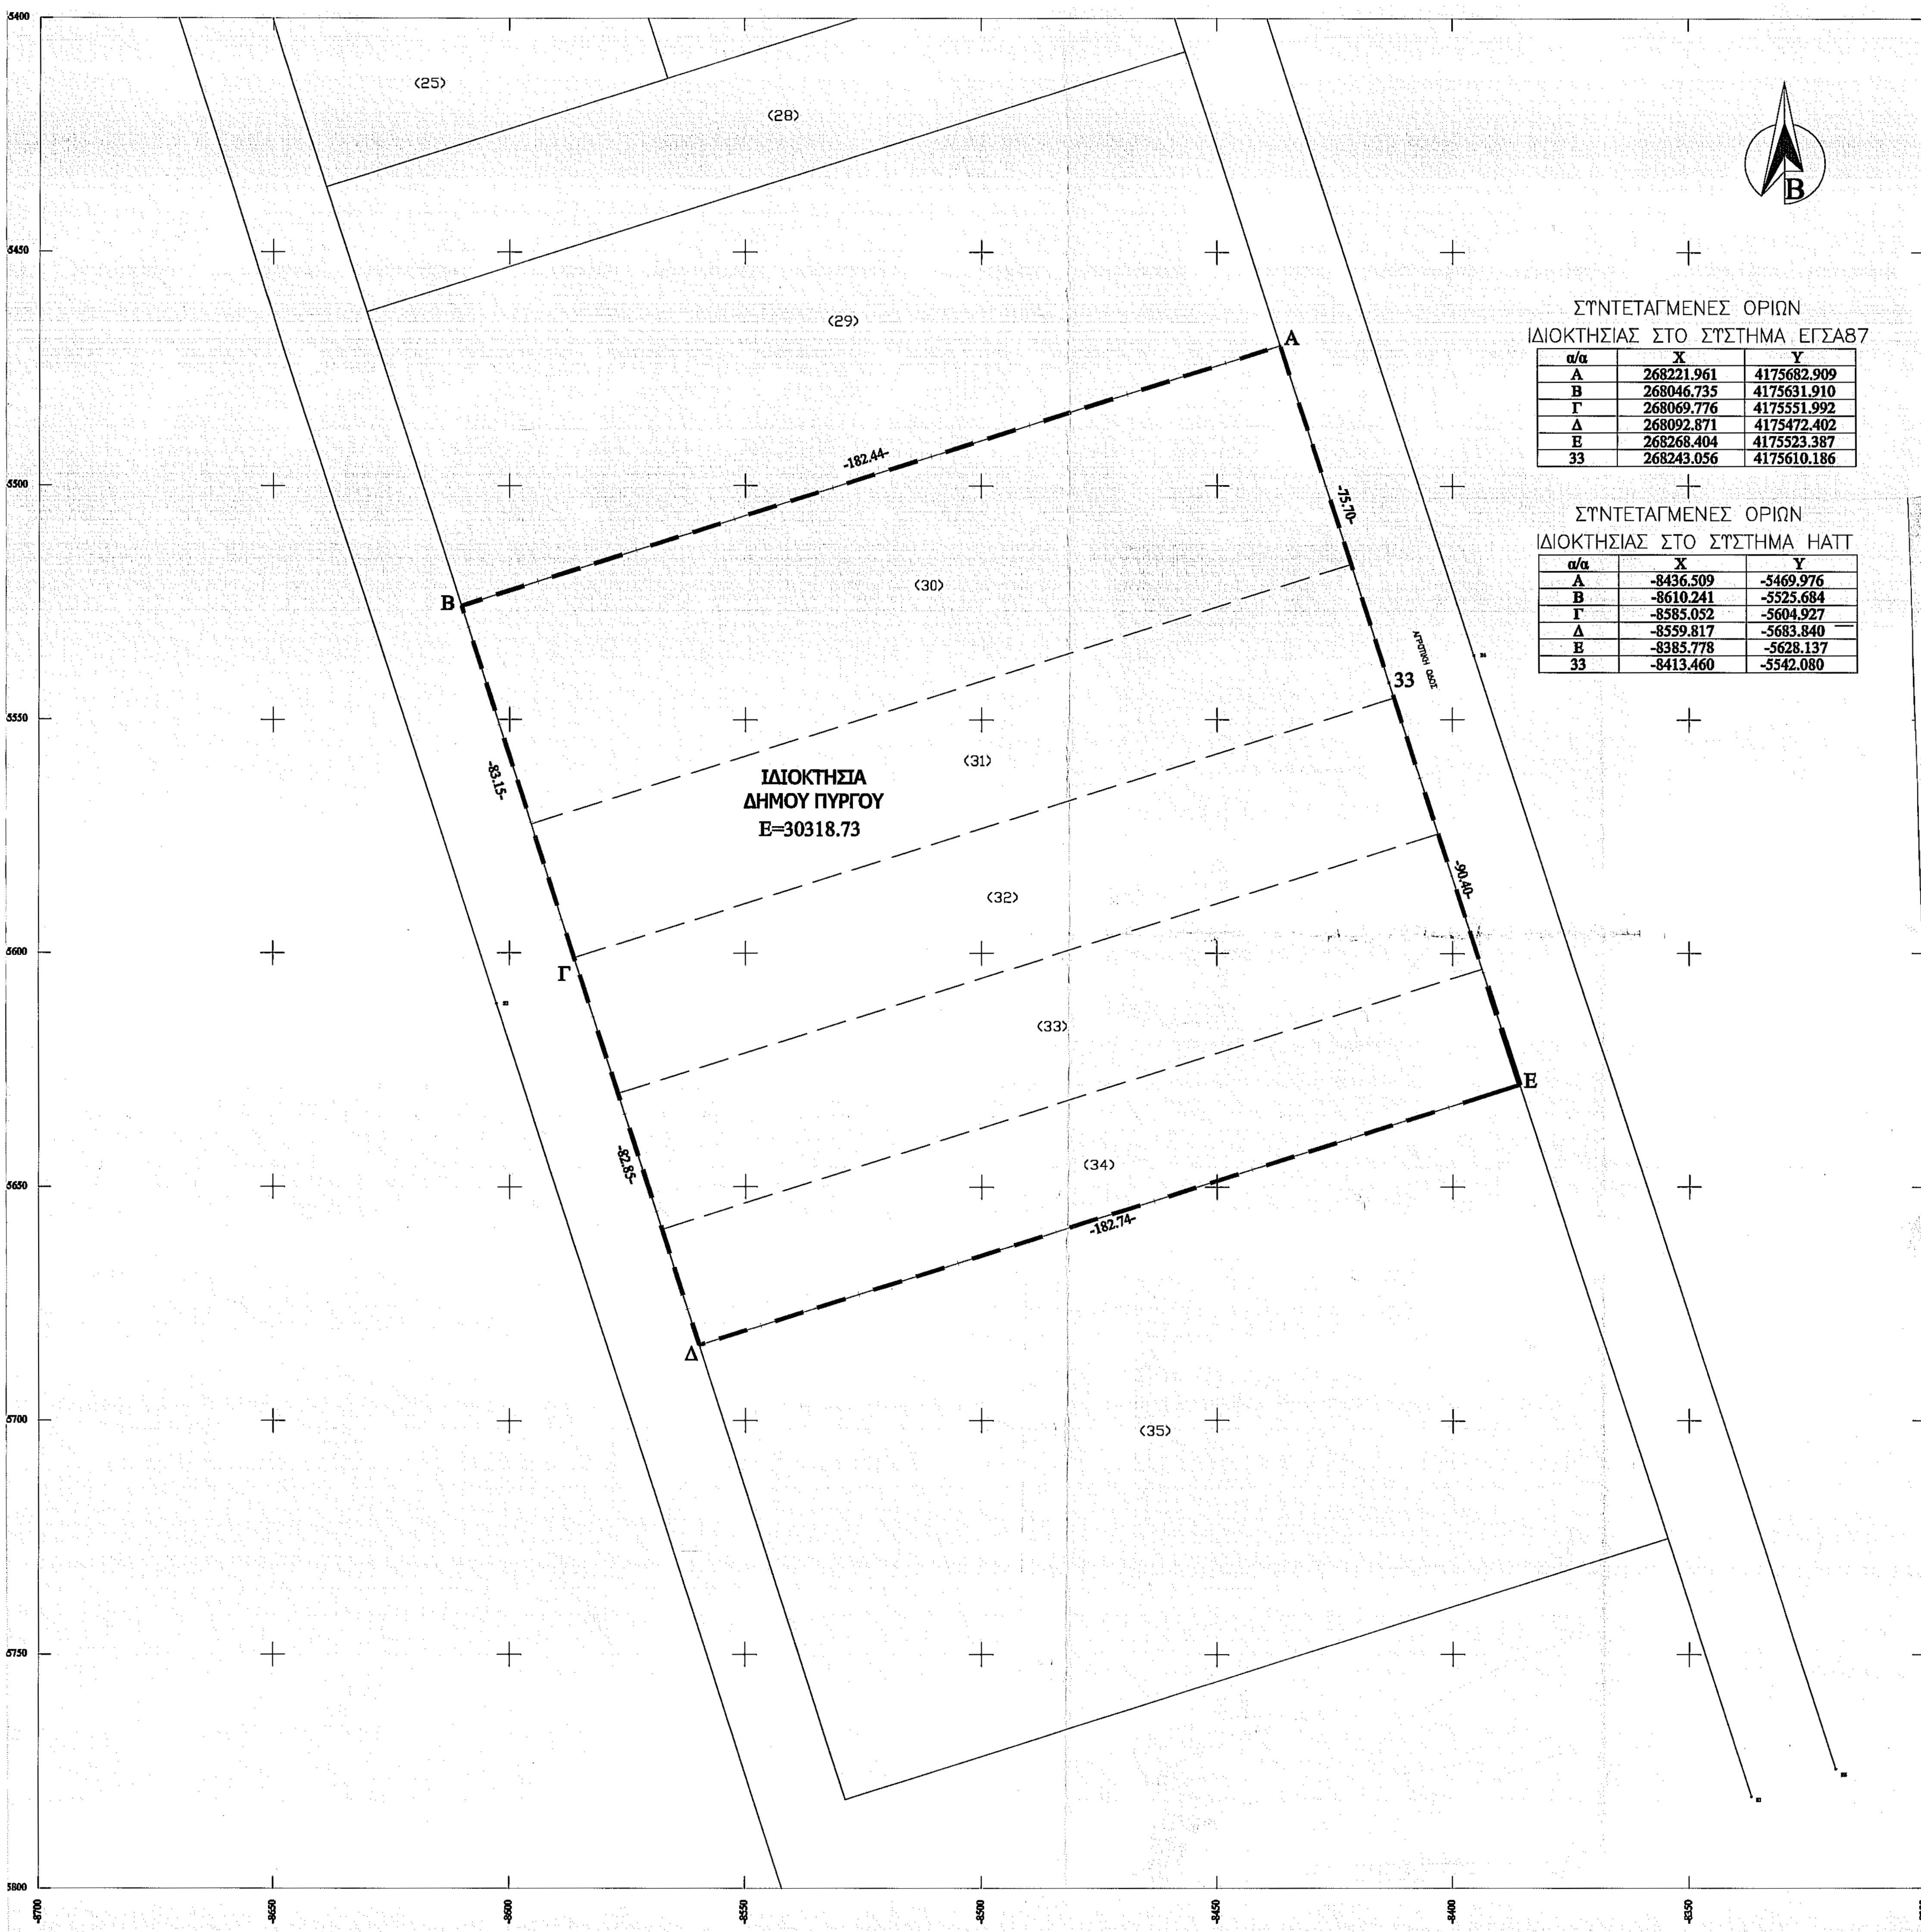 (25)
(28)
B
(29)
A
-182.44-
-75.70-
ΣΥΝΤΕΤΑΓΜΕΝΕΣ ΟΡΙΩΝ
ΙΔΙΟΚΤΗΣΙΑΣ ΣΤΟ ΣΥΣΤΗΜΑ ΕΓΣΑ87
α/α X Y
A 268221.961 4175682.909
B 268046.735 4175631.910
Γ 268069.776 4175551.992
Δ 268092.871 4175472.402
E 268268.404 4175523.387
33 268243.056 4175610.186
ΣΥΝΤΕΤΑΓΜΕΝΕΣ ΟΡΙΩΝ
ΙΔΙΟΚΤΗΣΙΑΣ ΣΤΟ ΣΥΣΤΗΜΑ HATT
α/α X Y
A -8436.509 -5469.976
B -8610.241 -5525.684
Γ -8585.052 -5604.927
Δ -8559.817 -5683.840
E -8385.778 -5628.137
33 -8413.460 -5542.080
(30)
B
ΑΓΡΟΤΙΚΗ ΟΔΟΣ
33
-83.15-
(31)
ΙΔΙΟΚΤΗΣΙΑ
ΔΗΜΟΥ ΠΥΡΓΟΥ
E=30318.73
-90.40-
(32)
Γ
(33)
E
-82.85-
(34)
-182.74-
Δ
(35)
5400
5450
5500
5550
5600
5650
5700
5750
5800
-8700
-8650
-8600
-8550
-8500
-8450
-8400
-8350